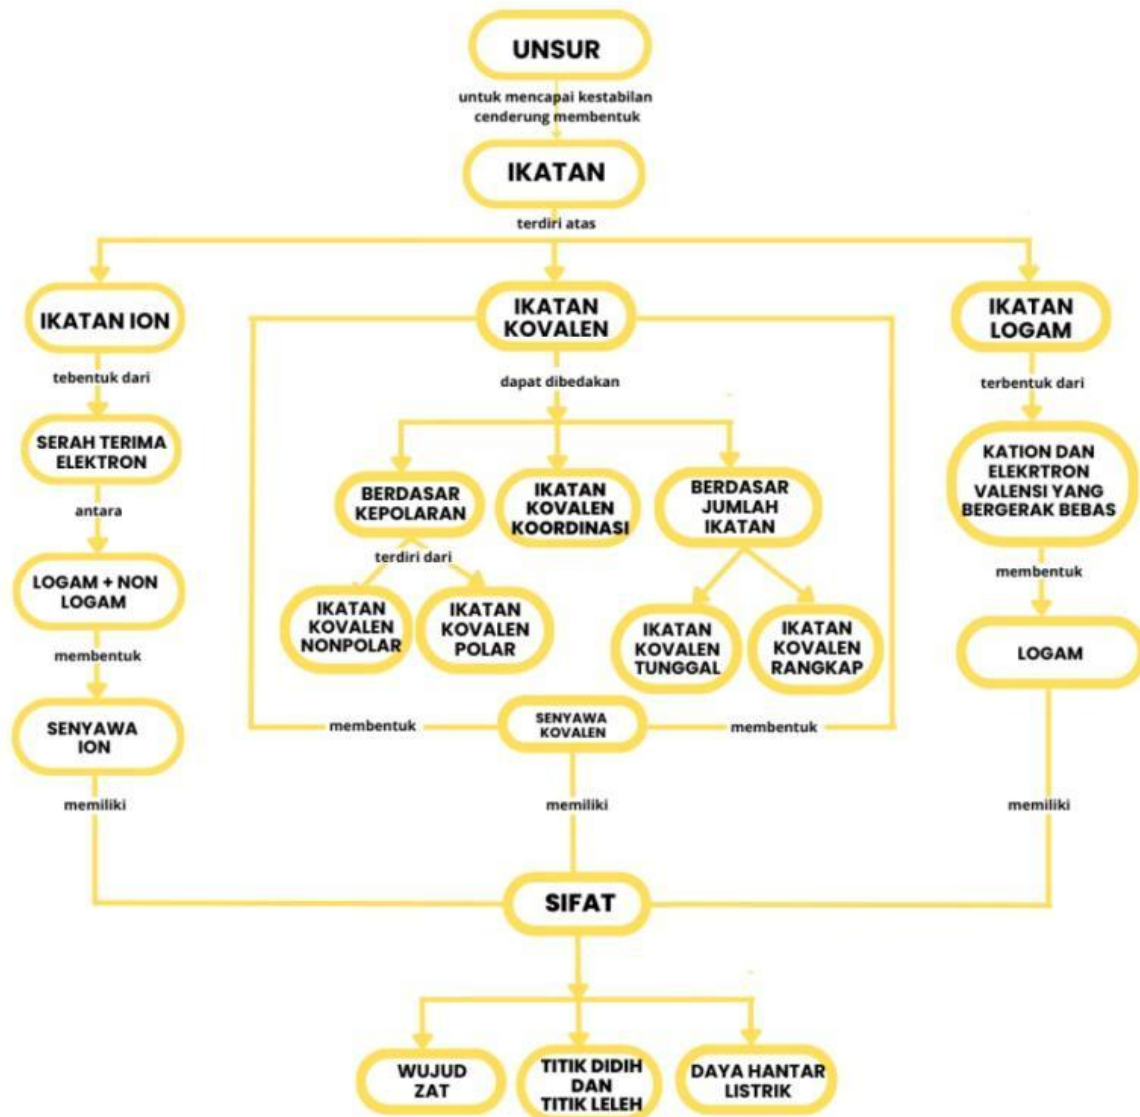 UNSUR
untuk mencapai kestabilan
cenderung membentuk
IKATAN
terdiri atas
IKATAN ION
IKATAN
KOVALEN
IKATAN
LOGAM
tebentuk dari
dapat dibedakan
terbentuk dari
SERAH TERIMA
ELEKTRON
KATION DAN
ELEKRTRON
VALENSI YANG
BERGERAK BEBAS
BERDASAR
KEPOLARAN
IKATAN
KOVALEN
KOORDINASI
BERDASAR
JUMLAH
IKATAN
antara
terdiri dari
membentuk
LOGAM + NON
LOGAM
IKATAN
KOVALEN
NONPOLAR
IKATAN
KOVALEN
POLAR
IKATAN
KOVALEN
TUNGGAL
IKATAN
KOVALEN
RANGKAP
LOGAM
membentuk
SENYAWA
ION
membentuk
SENYAWA
KOVALEN
membentuk
memiliki
memiliki
memiliki
SIFAT
WUJUD
ZAT
TITIK DIDIH
DAN
TITIK LELEH
DAYA HANTAR
LISTRIK